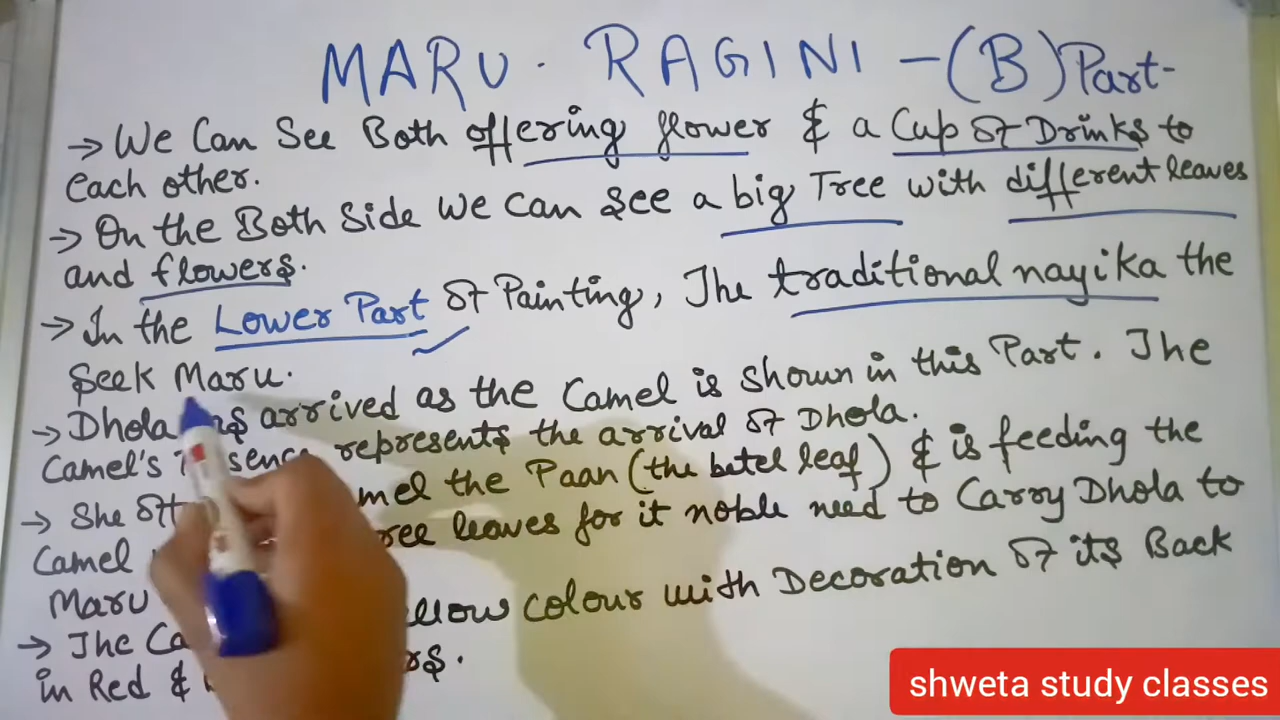 MARU. RAGINI - (B) Part-
→ We Can See Both offering flower & a Cup of Drinks to
each other.
→ On the Both Side We Can See a big Tree with different leaves
and flowers.
→ In the Lower Part of Painting, The traditional nayika the
Seek Maru.
→ Dhola arrived as the Camel is shown in this Part. The
Camel's represents the arrival of Dhola.
→ She the Paan (the betel leaf) & is feeding the
Camel leaves for it noble need to Carry Dhola to
Maru
→ The colour with Decoration of its Back
in Red &
shweta study classes